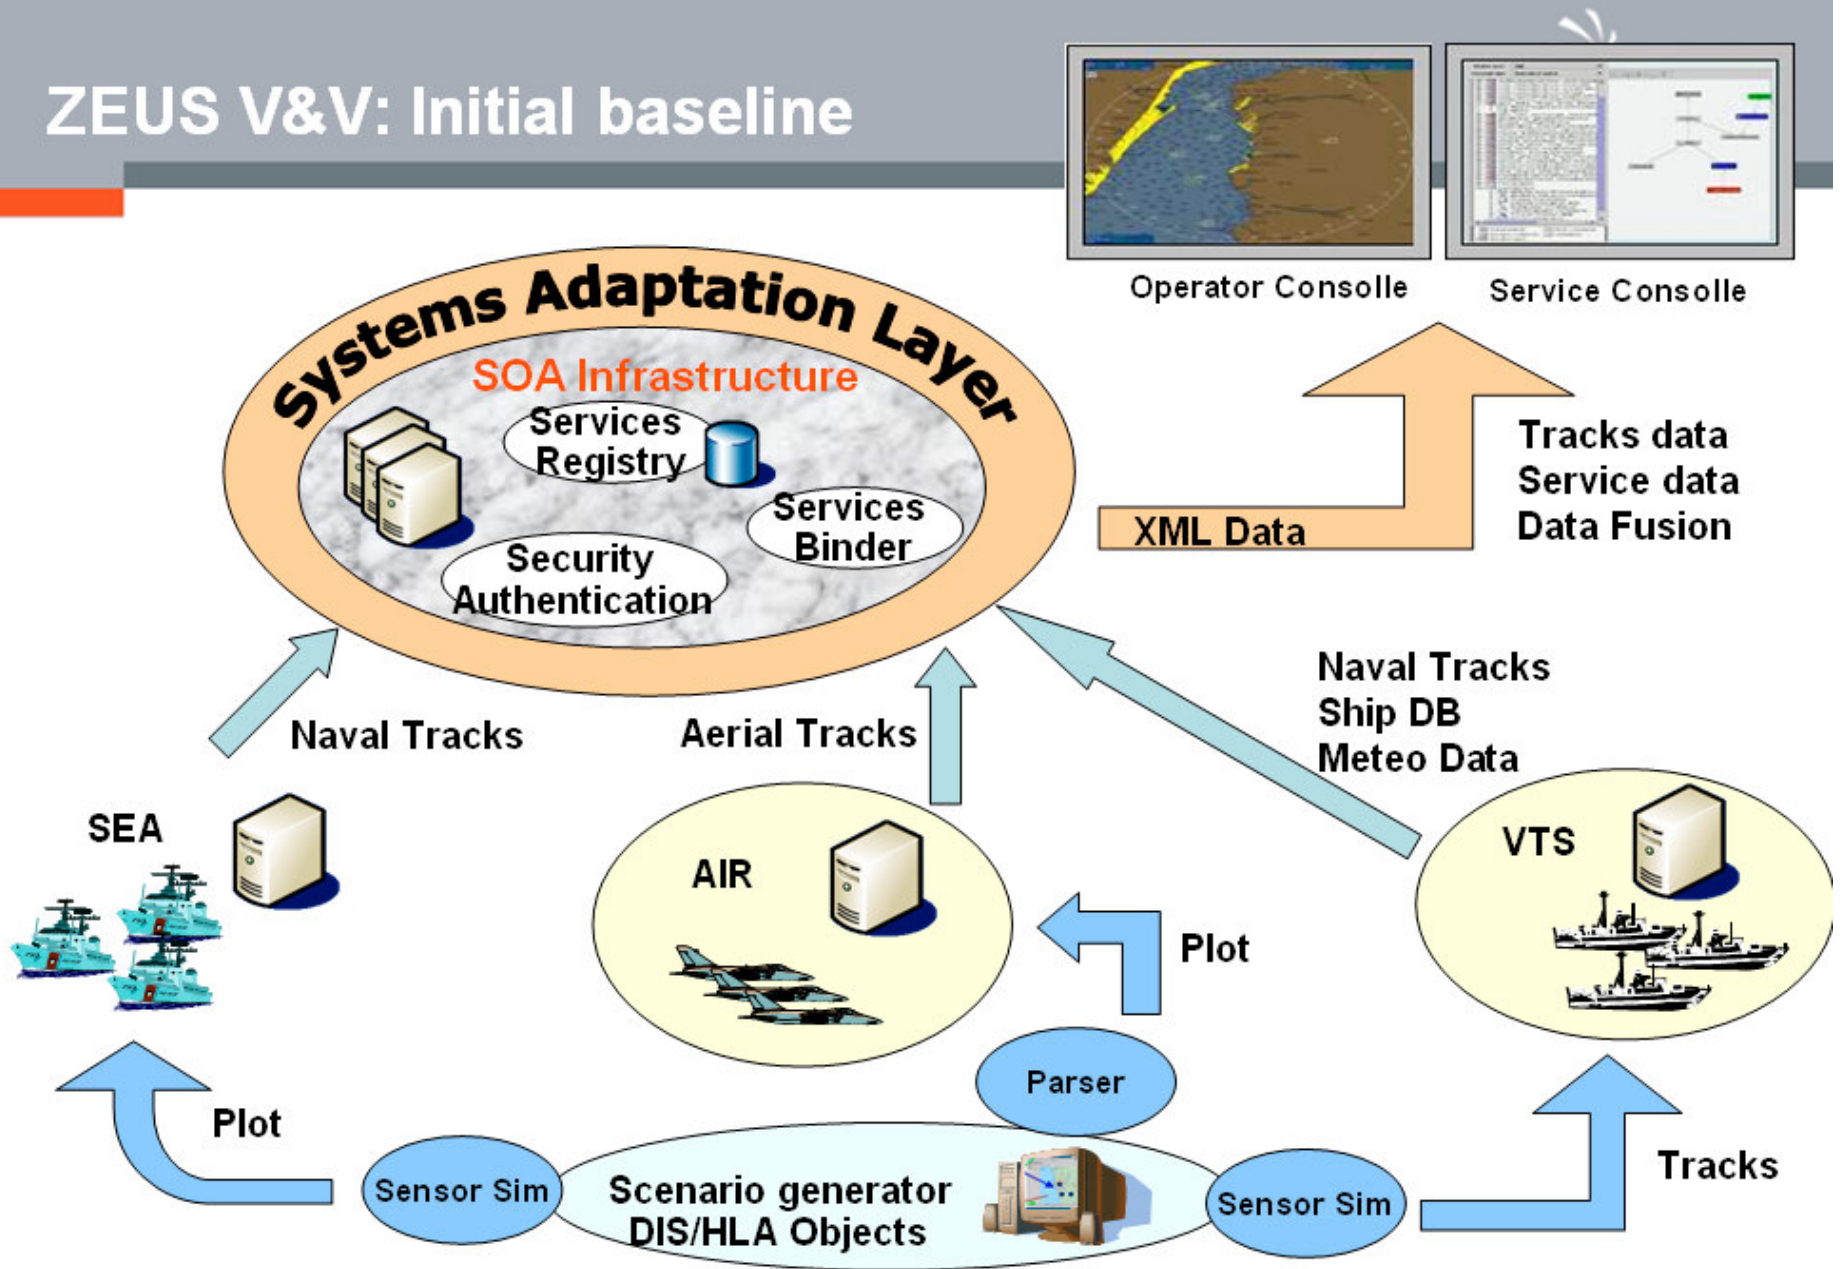 ZEUS V&V: Initial baseline
Operator Consolle
Service Consolle
Systems Adaptation Layer
SOA Infrastructure
Services
Registry
Services
Binder
Security
Authentication
XML Data
Tracks data
Service data
Data Fusion
Naval Tracks
Aerial Tracks
Naval Tracks
Ship DB
Meteo Data
SEA
AIR
VTS
Plot
Parser
Plot
Sensor Sim
Scenario generator
DIS/HLA Objects
Sensor Sim
Tracks